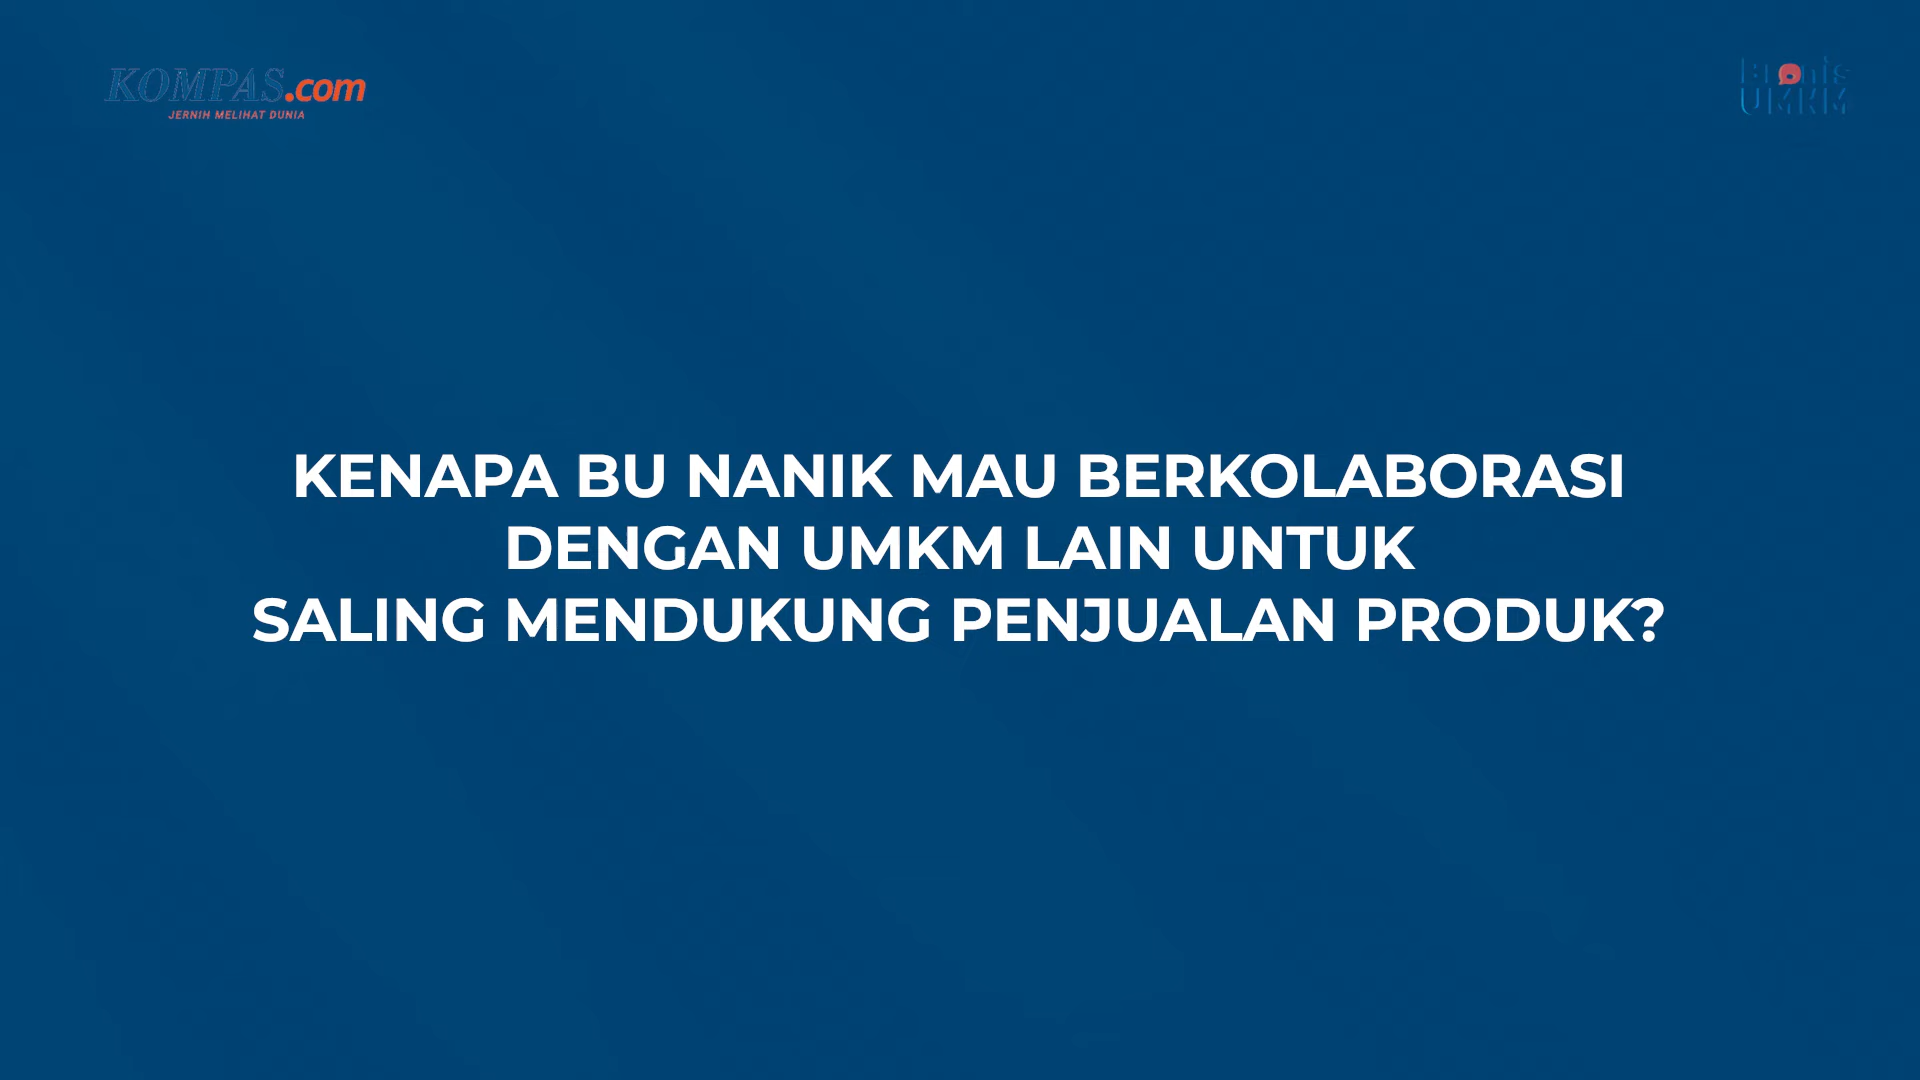 KOMPAS.com
JERNIH MELIHAT DUNIA
UMKM
KENAPA BU NANIK MAU BERKOLABORASI
DENGAN UMKM LAIN UNTUK
SALING MENDUKUNG PENJUALAN PRODUK?